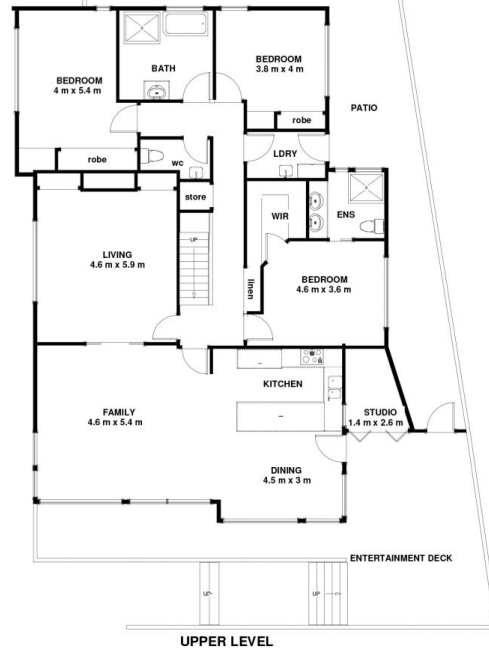 BATH
BEDROOM
3.8 m x 4 m
BEDROOM
4 m x 5.4 m
PATIO
robe
robe
wc
LDRY
store
WIR
ENS
UP
LIVING
4.6 m x 5.9 m
linen
BEDROOM
4.6 m x 3.6 m
KITCHEN
FAMILY
4.6 m x 5.4 m
STUDIO
1.4 m x 2.6 m
DINING
4.5 m x 3 m
ENTERTAINMENT DECK
UP
UP
UPPER LEVEL